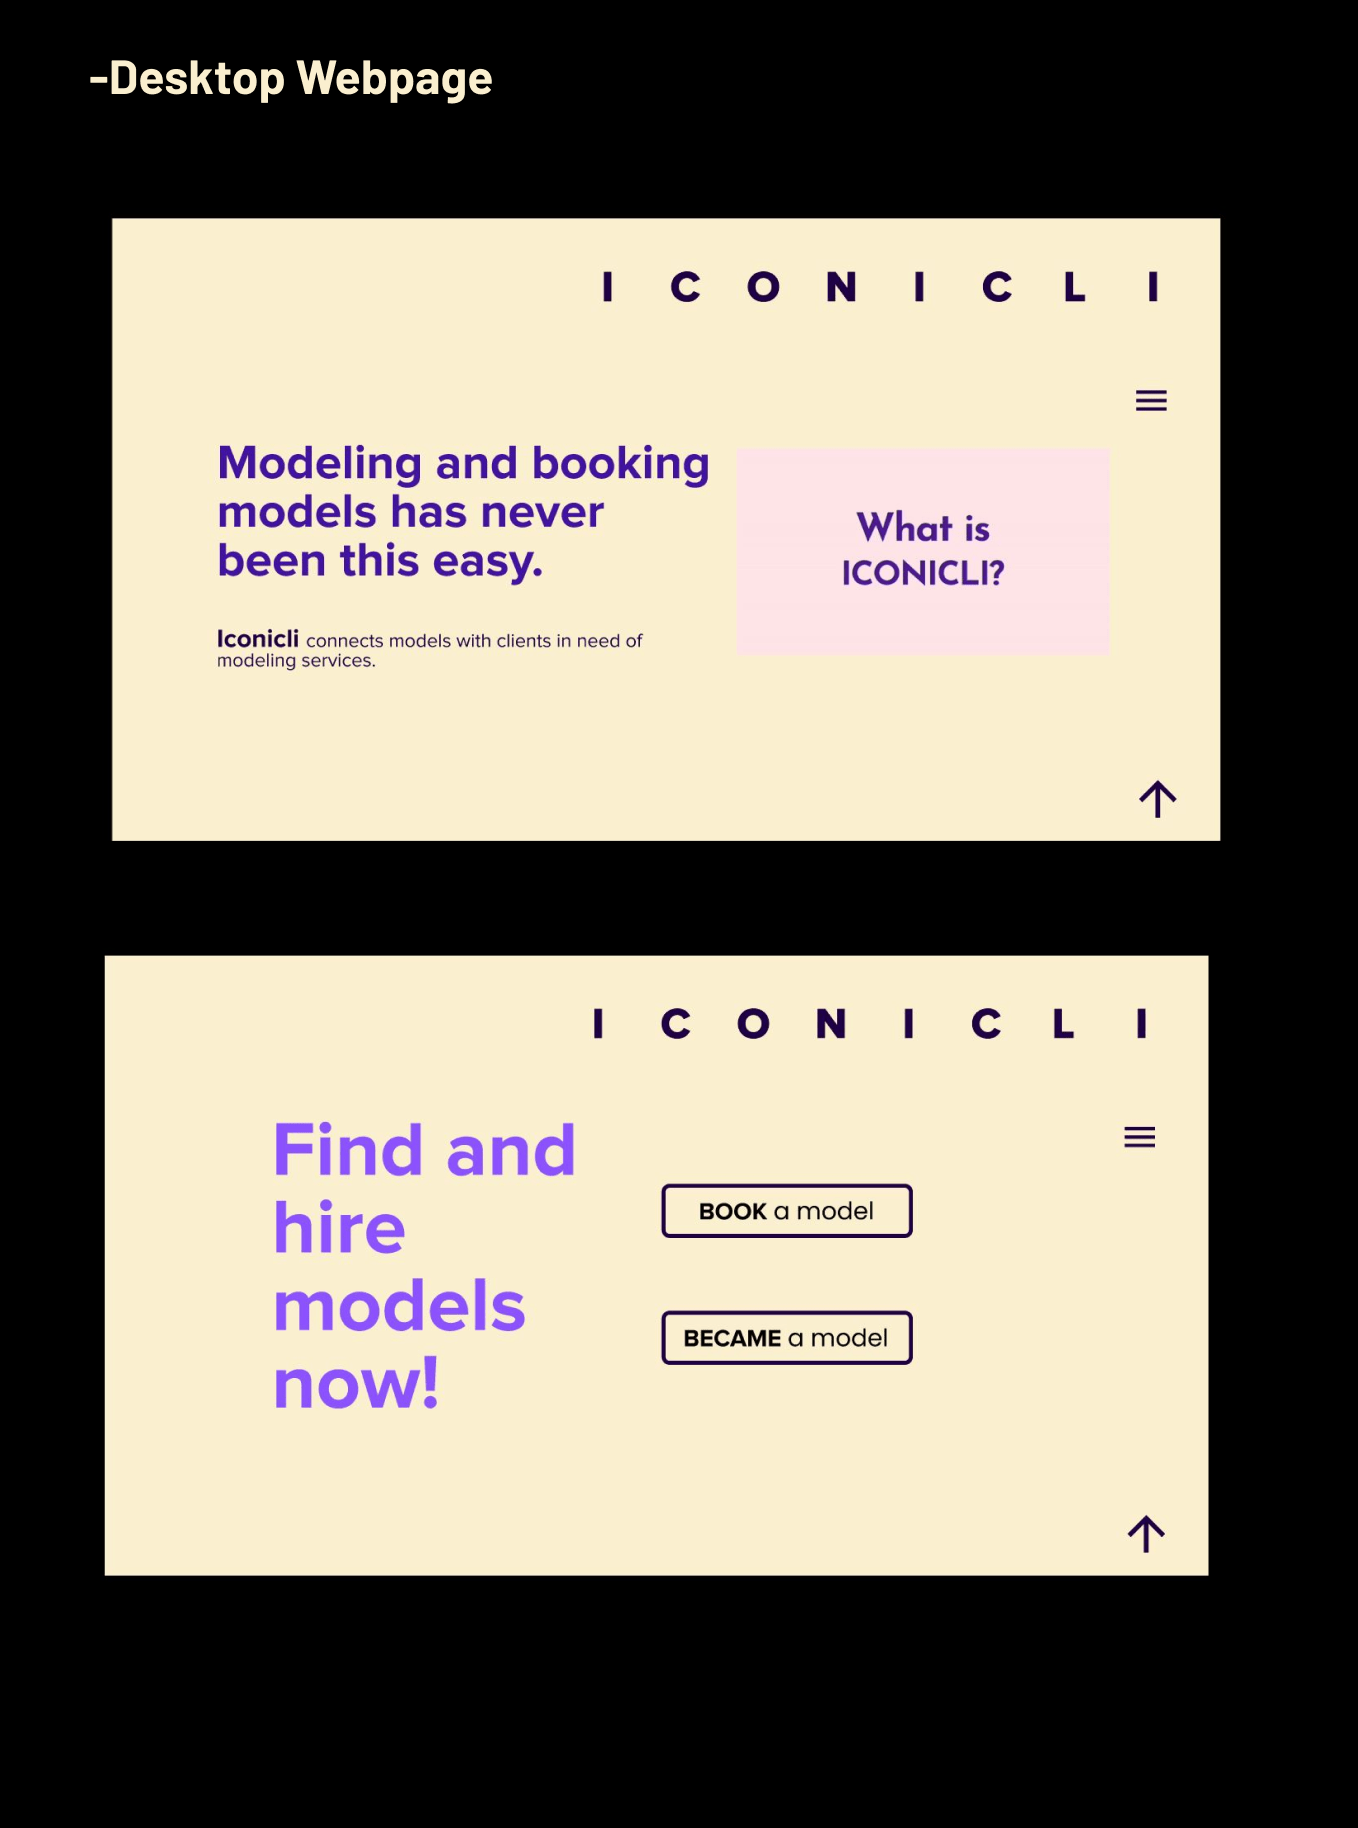 -Desktop Webpage
I C O N I C L I
Modeling and booking
models has never
been this easy.
Iconicli connects models with clients in need of
modeling services.
What is
ICONICLI?
I C O N I C L I
Find and
hire
models
now!
BOOK a model
BECAME a model